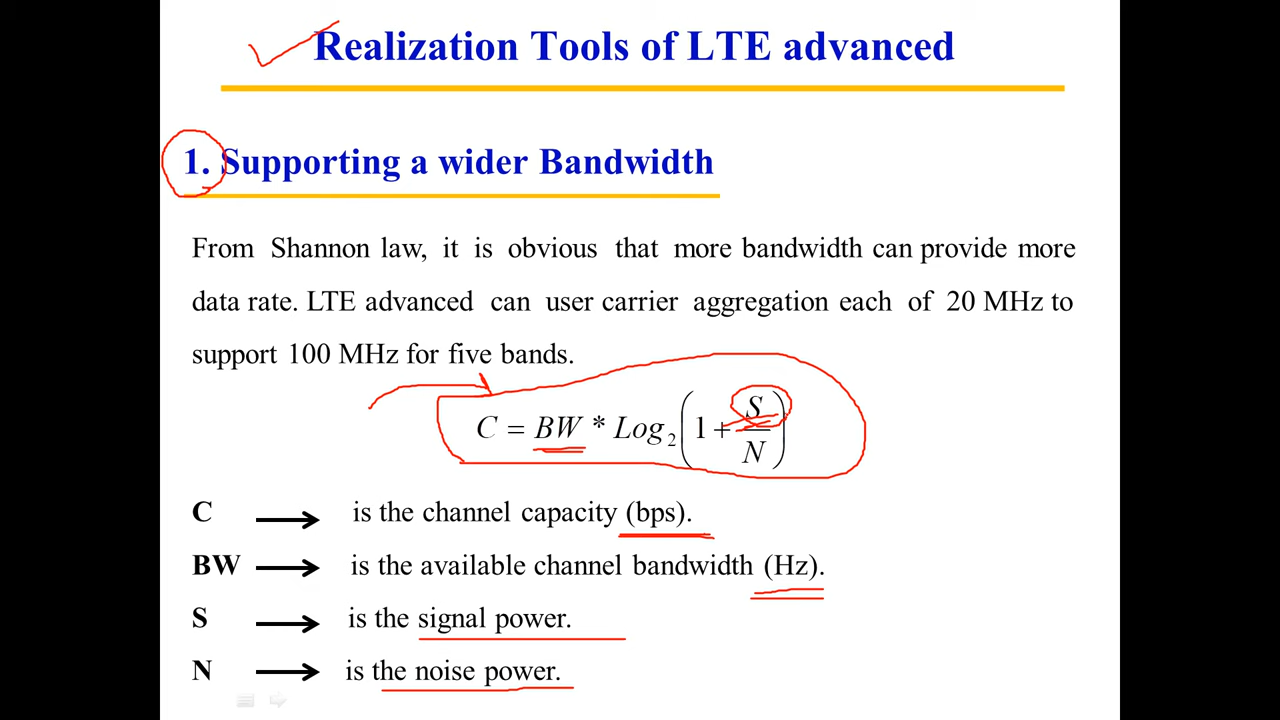 Realization Tools of LTE advanced
1. Supporting a wider Bandwidth
From Shannon law, it is obvious that more bandwidth can provide more
data rate. LTE advanced can user carrier aggregation each of 20 MHz to
support 100 MHz for five bands.
C = BW * Log₂(1 + S/N)
C → is the channel capacity (bps).
BW → is the available channel bandwidth (Hz).
S → is the signal power.
N → is the noise power.